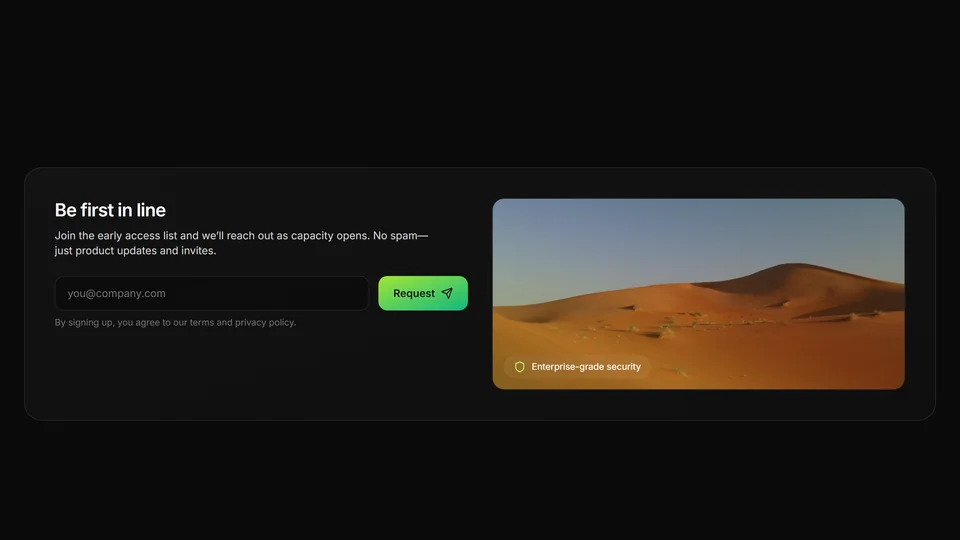 Be first in line
Join the early access list and we’ll reach out as capacity opens. No spam—
just product updates and invites.
you@company.com
Request
By signing up, you agree to our terms and privacy policy.
Enterprise-grade security